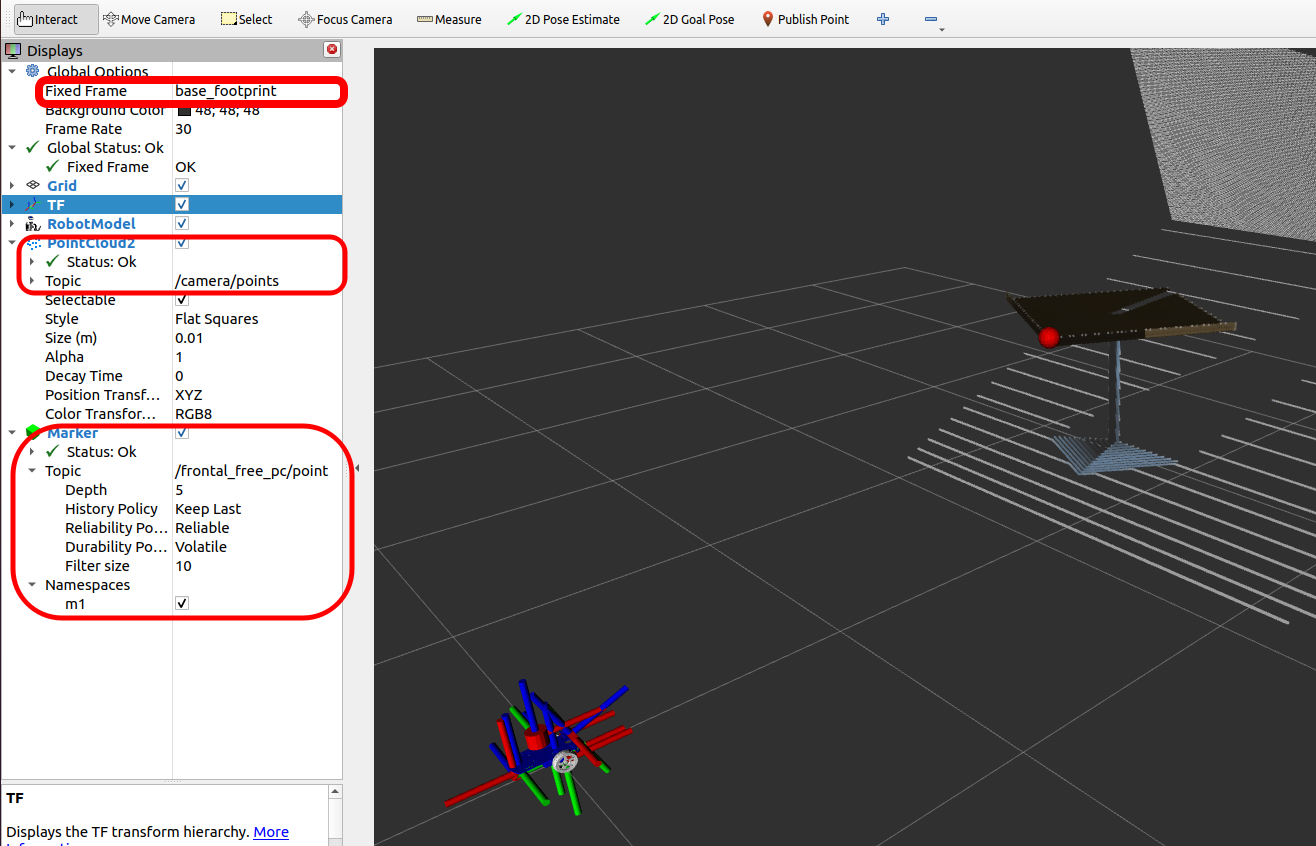 Interact Move Camera Select Focus Camera Measure 2D Pose Estimate 2D Goal Pose Publish Point
Displays
Global Options
Fixed Frame base_footprint
Background Color 48; 48; 48
Frame Rate 30
Global Status: Ok
Fixed Frame OK
Grid
TF
RobotModel
PointCloud2
Status: Ok
Topic /camera/points
Selectable
Style Flat Squares
Size (m) 0.01
Alpha 1
Decay Time 0
Position Transf... XYZ
Color Transfor... RGB8
Marker
Status: Ok
Topic /frontal_free_pc/point
Depth 5
History Policy Keep Last
Reliability Po... Reliable
Durability Po... Volatile
Filter size 10
Namespaces
m1
TF
Displays the TF transform hierarchy. More